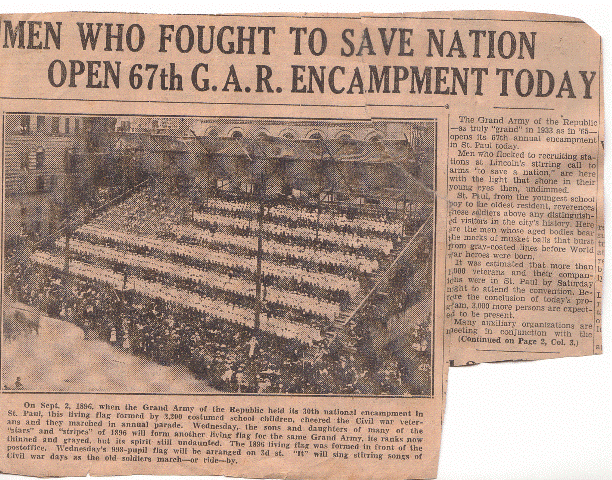 MEN WHO FOUGHT TO SAVE NATION
OPEN 67th G.A.R. ENCAMPMENT TODAY
The Grand Army of the Republic
—as truly "grand" in 1933 as in '65—
opens its 67th annual encampment
in St. Paul today.
Men who flocked to recruiting sta-
tions at Lincoln's stirring call to
arms "to save a nation," are here
with the light that shone in their
young eyes then, undimmed.
St. Paul, from the youngest school
boy to the oldest resident, reverences
these soldiers above any distinguish-
ed visitors in the city's history. Here
are the men whose aged bodies bear
the marks of musket balls that burst
from gray-coated lines before World
war heroes were born.
It was estimated that more than
1,000 veterans and their compan-
ions were in St. Paul by Saturday
night to attend the convention. Be-
fore the conclusion of today's pro-
gram, 3,000 more persons are expect-
ed to be present.
Many auxiliary organizations are
meeting in conjunction with the
(Continued on Page 2, Col. 3.)
On Sept. 2, 1896, when the Grand Army of the Republic held its 30th national encampment in
St. Paul, this living flag formed by 3,200 costumed school children, cheered the Civil war veter-
ans and they marched in annual parade. Wednesday, the sons and daughters of many of the
"stars" and "stripes" of 1896 will form another living flag for the same Grand Army, its ranks now
thinned and grayed, but its spirit still undaunted. The 1896 living flag was formed in front of the
postoffice. Wednesday's 998-pupil flag will be arranged on 3d st. "It" will sing stirring songs of
Civil war days as the old soldiers march—or ride—by.